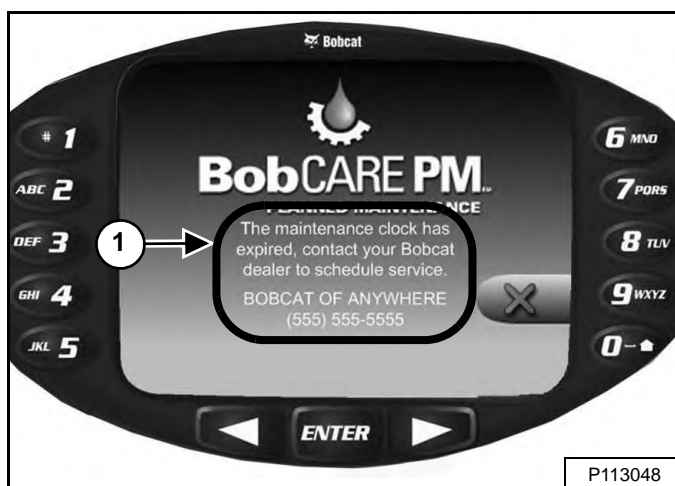 Bobcat
BobCARE PM™
PLANNED MAINTENANCE
The maintenance clock has
expired, contact your Bobcat
dealer to schedule service.
BOBCAT OF ANYWHERE
(555) 555-5555
# 1
ABC 2
DEF 3
GHI 4
JKL 5
6 MNO
7 PQRS
8 TUV
9 WXYZ
0-
1
ENTER
P113048